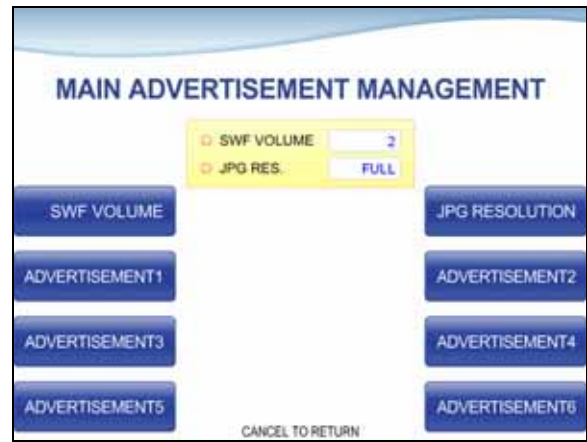 MAIN ADVERTISEMENT MANAGEMENT
SWF VOLUME 2
JPG RES. FULL
SWF VOLUME JPG RESOLUTION
ADVERTISEMENT1 ADVERTISEMENT2
ADVERTISEMENT3 ADVERTISEMENT4
ADVERTISEMENT5 ADVERTISEMENT6
CANCEL TO RETURN